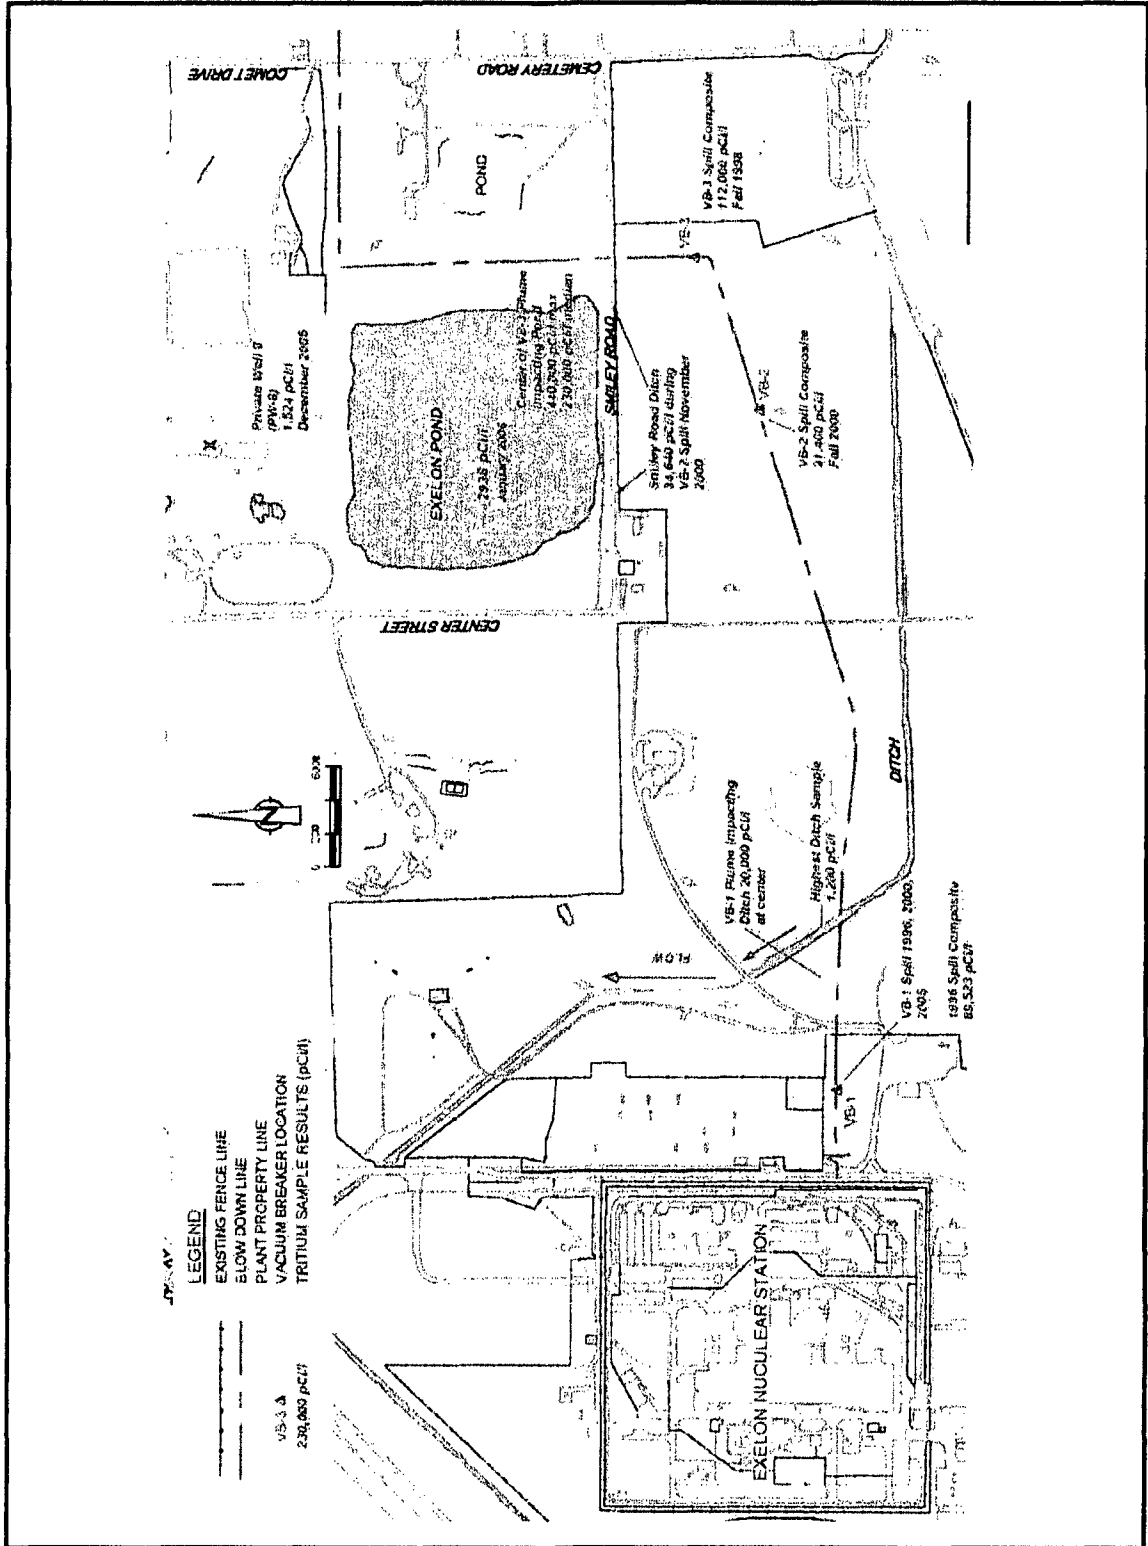 LEGEND
EXISTING FENCE LINE
BLOW DOWN LINE
PLANT PROPERTY LINE
VACUUM BREAKER LOCATION
TRITIUM SAMPLE RESULTS (pCi/l)
VB-3
230,000 pCi/l
N
0
600ft
COMET DRIVE
CEMETERY ROAD
POND
Private Well 8
(PW-8)
1,524 pCi/l
December 2005
EXELON POND
January 2006
Center of VB-3 Plume
Impacting Pond
440,000 pCi/l max
230,000 pCi/l median
SMILEY ROAD
CENTER STREET
Smiley Road Ditch
34,640 pCi/l during
VB-2 Spill November
2000
VB-3
VB-3 Spill Composite
112,000 pCi/l
Fall 1998
VB-2
VB-2 Spill Composite
21,400 pCi/l
Fall 2000
DITCH
FLOW
VB-1 Plume Impacting
Ditch 20,000 pCi/l
at center
Highest Ditch Sample
1,200 pCi/l
VB-1
VB-1 Spill 1996, 2000,
2005
1996 Spill Composite
89,523 pCi/l
EXELON NUCULEAR STATION